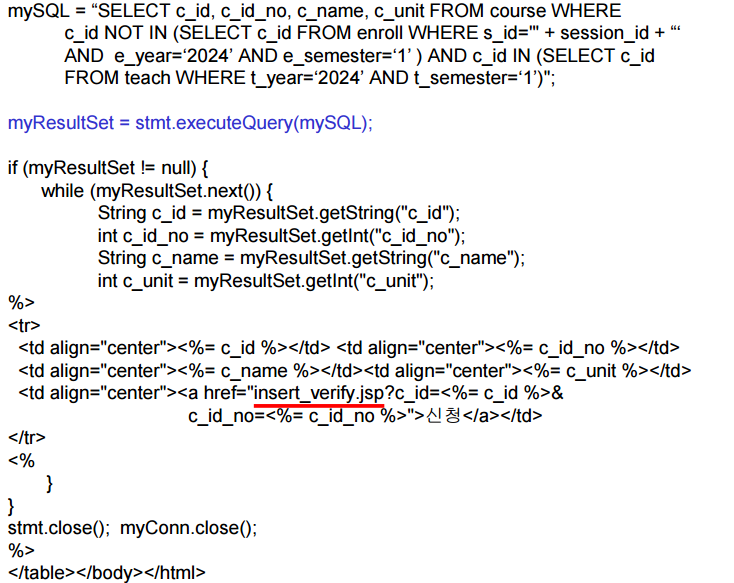 mySQL = “SELECT c_id, c_id_no, c_name, c_unit FROM course WHERE
c_id NOT IN (SELECT c_id FROM enroll WHERE s_id='" + session_id + "‘
AND e_year=‘2024’ AND e_semester=‘1’ ) AND c_id IN (SELECT c_id
FROM teach WHERE t_year=‘2024’ AND t_semester=‘1’)";
myResultSet = stmt.executeQuery(mySQL);
if (myResultSet != null) {
while (myResultSet.next()) {
String c_id = myResultSet.getString("c_id");
int c_id_no = myResultSet.getInt("c_id_no");
String c_name = myResultSet.getString("c_name");
int c_unit = myResultSet.getInt("c_unit");
%>
<tr>
<td align="center"><%= c_id %></td> <td align="center"><%= c_id_no %></td>
<td align="center"><%= c_name %></td><td align="center"><%= c_unit %></td>
<td align="center"><a href="insert_verify.jsp?c_id=<%= c_id %>&
c_id_no=<%= c_id_no %>">신청</a></td>
</tr>
<%
}
}
stmt.close(); myConn.close();
%>
</table></body></html>